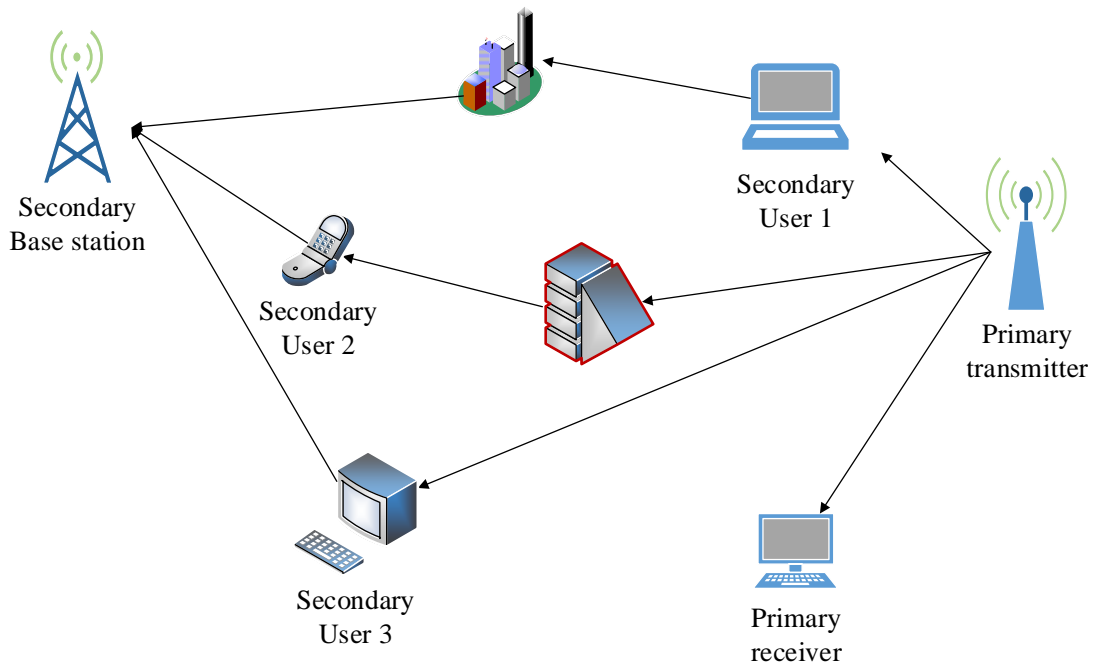 Secondary
User 1
Secondary
Base station
Secondary
User 2
Primary
transmitter
Secondary
User 3
Primary
receiver